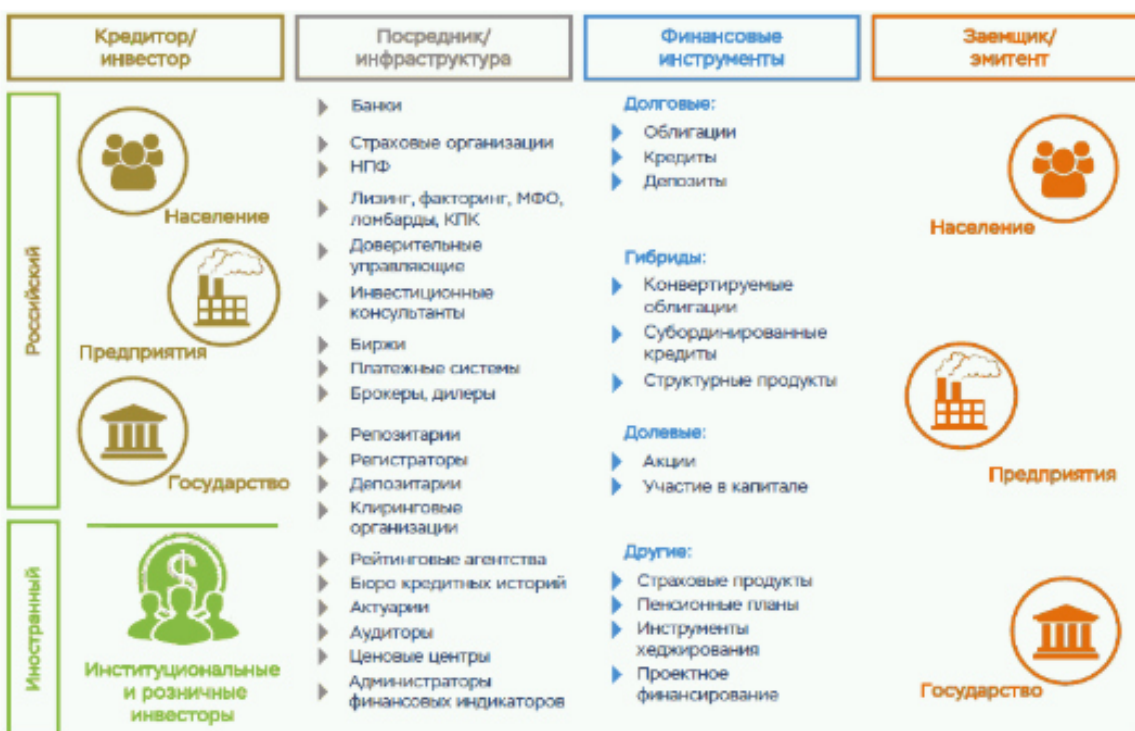 Кредитор/
инвестор
Посредник/
инфраструктура
Финансовые
инструменты
Заемщик/
эмитент
Российский
Население
Предприятия
Государство
Иностранный
Институциональные
и розничные
инвесторы
Банки
Страховые организации
НПФ
Лизинг, факторинг, МФО,
ломбарды, КПК
Доверительные
управляющие
Инвестиционные
консультанты
Биржи
Платежные системы
Брокеры, дилеры
Репозитарии
Регистраторы
Депозитарии
Клиринговые
организации
Рейтинговые агентства
Бюро кредитных историй
Актуарии
Аудиторы
Ценовые центры
Администраторы
финансовых индикаторов
Долговые:
Облигации
Кредиты
Депозиты
Гибриды:
Конвертируемые
облигации
Субординированные
кредиты
Структурные продукты
Долевые:
Акции
Участие в капитале
Другие:
Страховые продукты
Пенсионные планы
Инструменты
хеджирования
Проектное
финансирование
Население
Предприятия
Государство